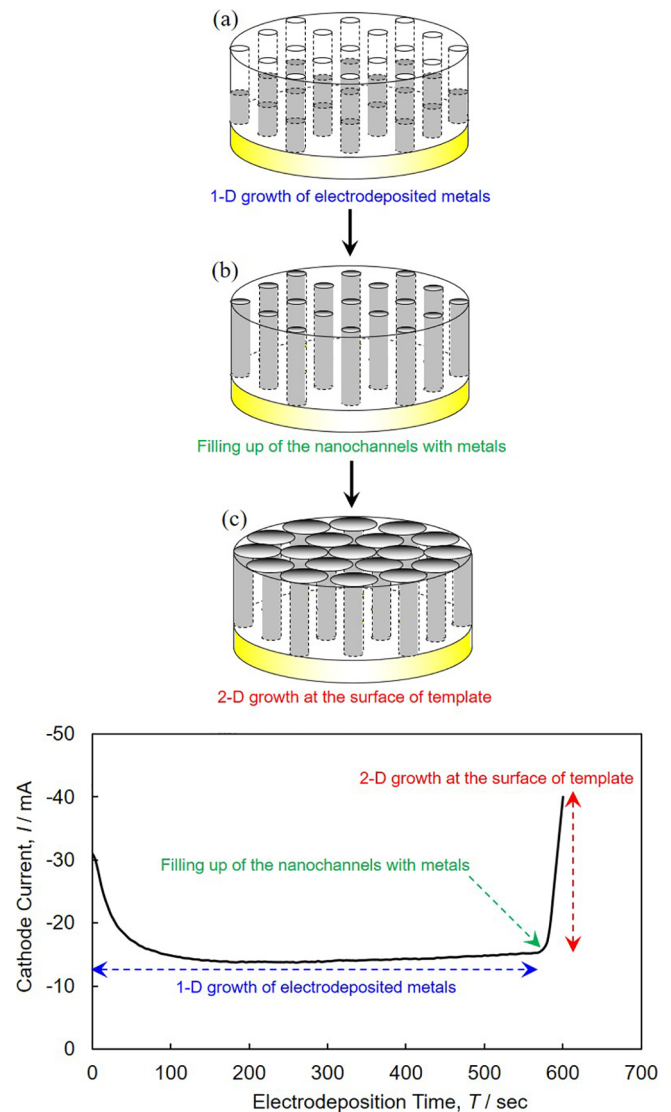 (a)
1-D growth of electrodeposited metals
(b)
Filling up of the nanochannels with metals
(c)
2-D growth at the surface of template
-50
2-D growth at the surface of template
-40
Cathode Current, I / mA
-30
Filling up of the nanochannels with metals
-20
-10
1-D growth of electrodeposited metals
0
0 100 200 300 400 500 600 700
Electrodeposition Time, T / sec